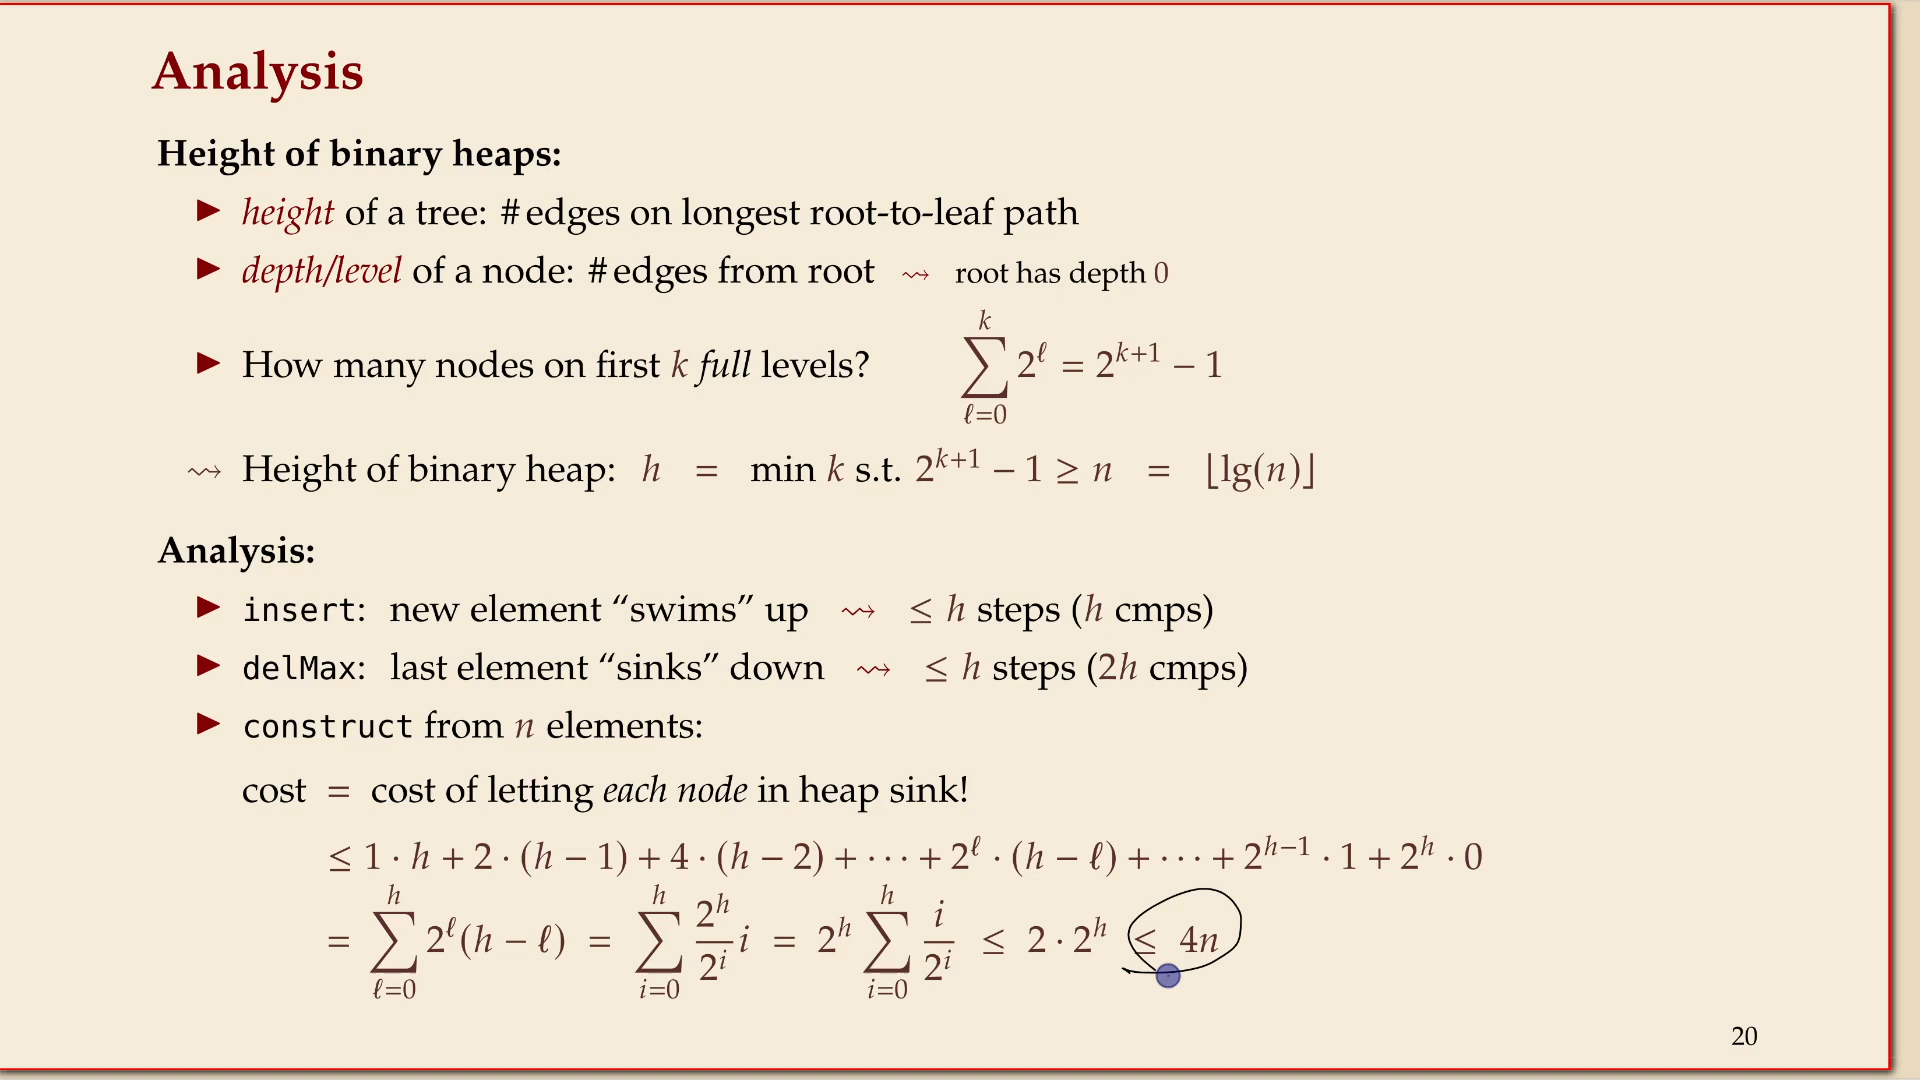 Analysis
Height of binary heaps:
▶ height of a tree: #edges on longest root-to-leaf path
▶ depth/level of a node: #edges from root ⇝ root has depth 0
▶ How many nodes on first k full levels? ∑_{ℓ=0}^{k} 2^ℓ = 2^{k+1} − 1
⇝ Height of binary heap: h = min k s.t. 2^{k+1} − 1 ≥ n = ⌊lg(n)⌋
Analysis:
▶ insert: new element “swims” up ⇝ ≤ h steps (h cmps)
▶ delMax: last element “sinks” down ⇝ ≤ h steps (2h cmps)
▶ construct from n elements:
cost = cost of letting each node in heap sink!
≤ 1 · h + 2 · (h − 1) + 4 · (h − 2) + · · · + 2^ℓ · (h − ℓ) + · · · + 2^{h−1} · 1 + 2^h · 0
= ∑_{ℓ=0}^{h} 2^ℓ(h − ℓ) = ∑_{i=0}^{h} \frac{2^h}{2^i} i = 2^h ∑_{i=0}^{h} \frac{i}{2^i} ≤ 2 · 2^h ≤ 4n
20